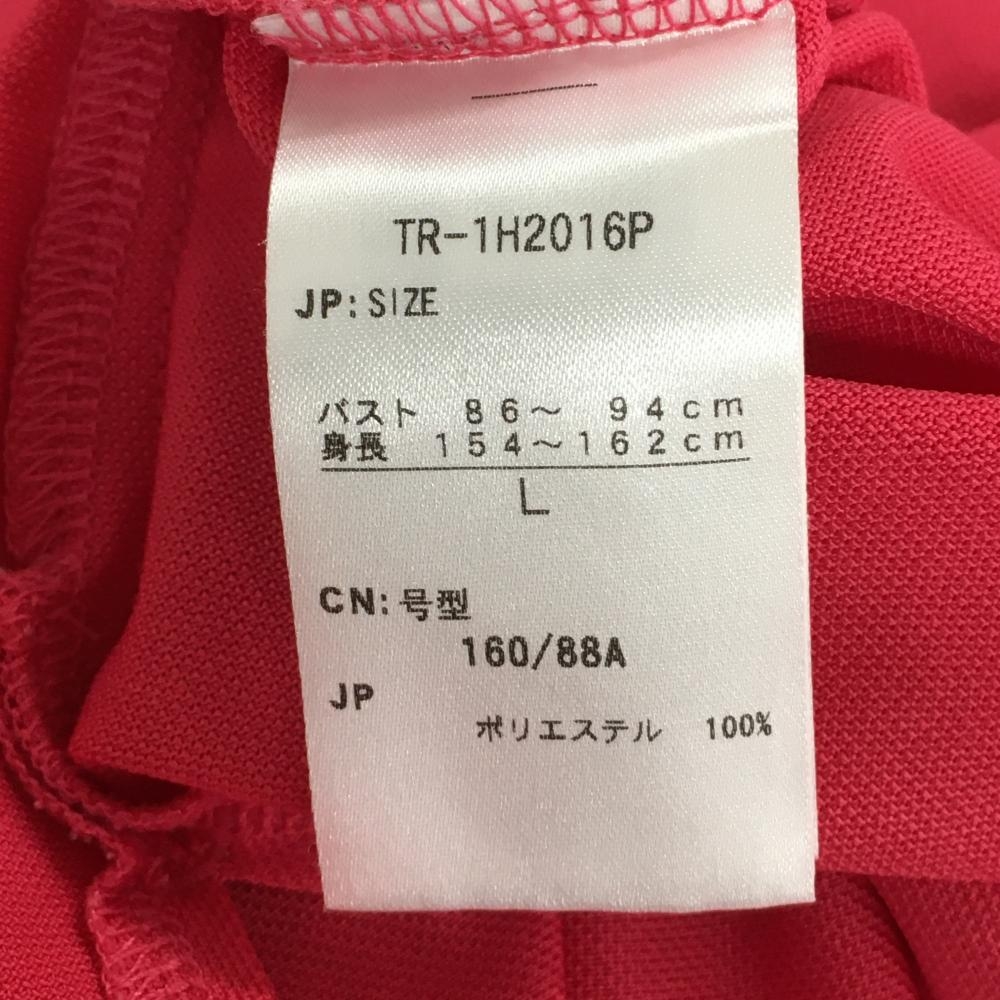 TR-1H2016P
JP: SIZE
バスト 86～ 94cm
身長 154～162cm
L
CN: 号型
160/88A
JP
ポリエステル 100%